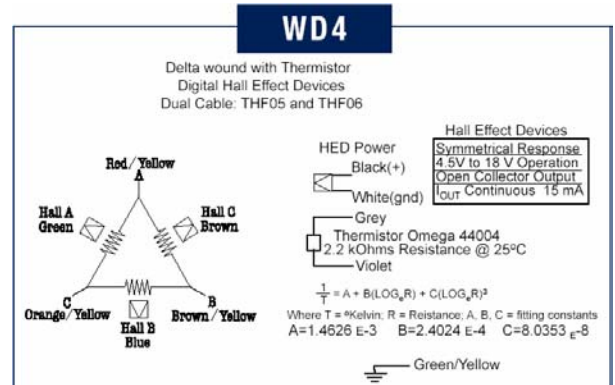 WD4
Delta wound with Thermistor
Digital Hall Effect Devices
Dual Cable: THF05 and THF06
Red/Yellow
A
Hall A
Green
Hall C
Brown
C
Orange/Yellow
Hall B
Blue
B
Brown/Yellow
HED Power
Black(+)
White(gnd)
Hall Effect Devices
Symmetrical Response
4.5V to 18 V Operation
Open Collector Output
IOUT Continuous 15 mA
Grey
Thermistor Omega 44004
2.2 kOhms Resistance @ 25ºC
Violet
1/T = A + B(LOGeR) + C(LOGeR)³
Where T = ºKelvin; R = Reistance; A, B, C = fitting constants
A=1.4626 E-3 B=2.4024 E-4 C=8.0353 E-8
Green/Yellow